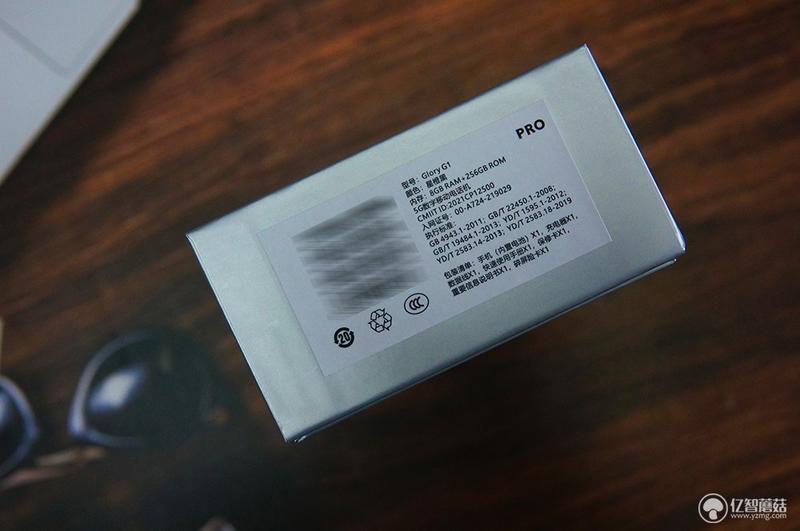 PRO
型号：Glory G1
颜色：星橙黑
内存：8GB RAM+256GB ROM
5G数字移动电话机
CMIIT ID:2021CP12500
入网证号：00-A724-219029
执行标准：
GB 4943.1-2011; GB/T 22450.1-2008;
GB/T 19484.1-2013; YD/T 1595.1-2012;
YD/T 2583.14-2013; YD/T 2583.18-2019
包装清单：手机（内置电池）X1，充电器X1，
数据线X1，快速使用手册X1，保修卡X1，
重要信息说明书X1，碎屏险卡X1
20
CCC
亿智蘑菇
www.yzmg.com